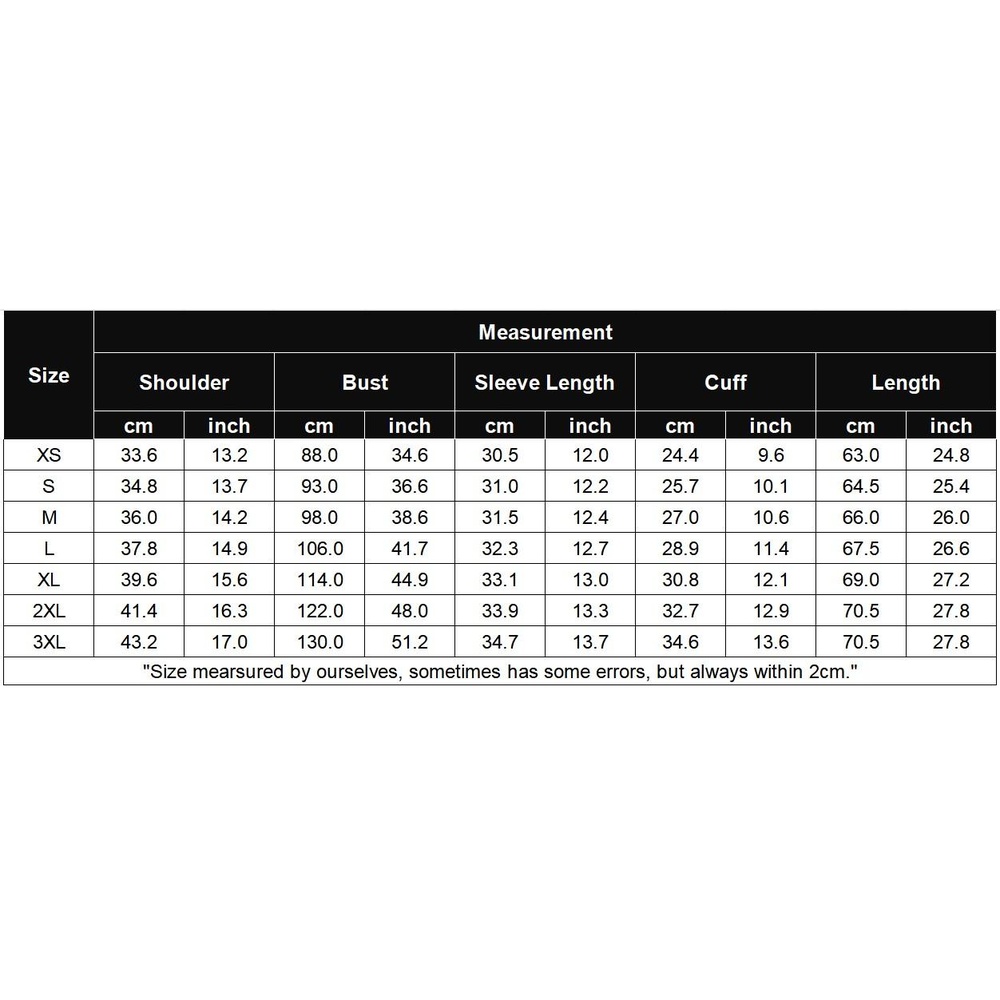 Measurement
Size
Shoulder Bust Sleeve Length Cuff Length
cm inch cm inch cm inch cm inch cm inch
XS 33.6 13.2 88.0 34.6 30.5 12.0 24.4 9.6 63.0 24.8
S 34.8 13.7 93.0 36.6 31.0 12.2 25.7 10.1 64.5 25.4
M 36.0 14.2 98.0 38.6 31.5 12.4 27.0 10.6 66.0 26.0
L 37.8 14.9 106.0 41.7 32.3 12.7 28.9 11.4 67.5 26.6
XL 39.6 15.6 114.0 44.9 33.1 13.0 30.8 12.1 69.0 27.2
2XL 41.4 16.3 122.0 48.0 33.9 13.3 32.7 12.9 70.5 27.8
3XL 43.2 17.0 130.0 51.2 34.7 13.7 34.6 13.6 70.5 27.8
"Size mearsured by ourselves, sometimes has some errors, but always within 2cm."